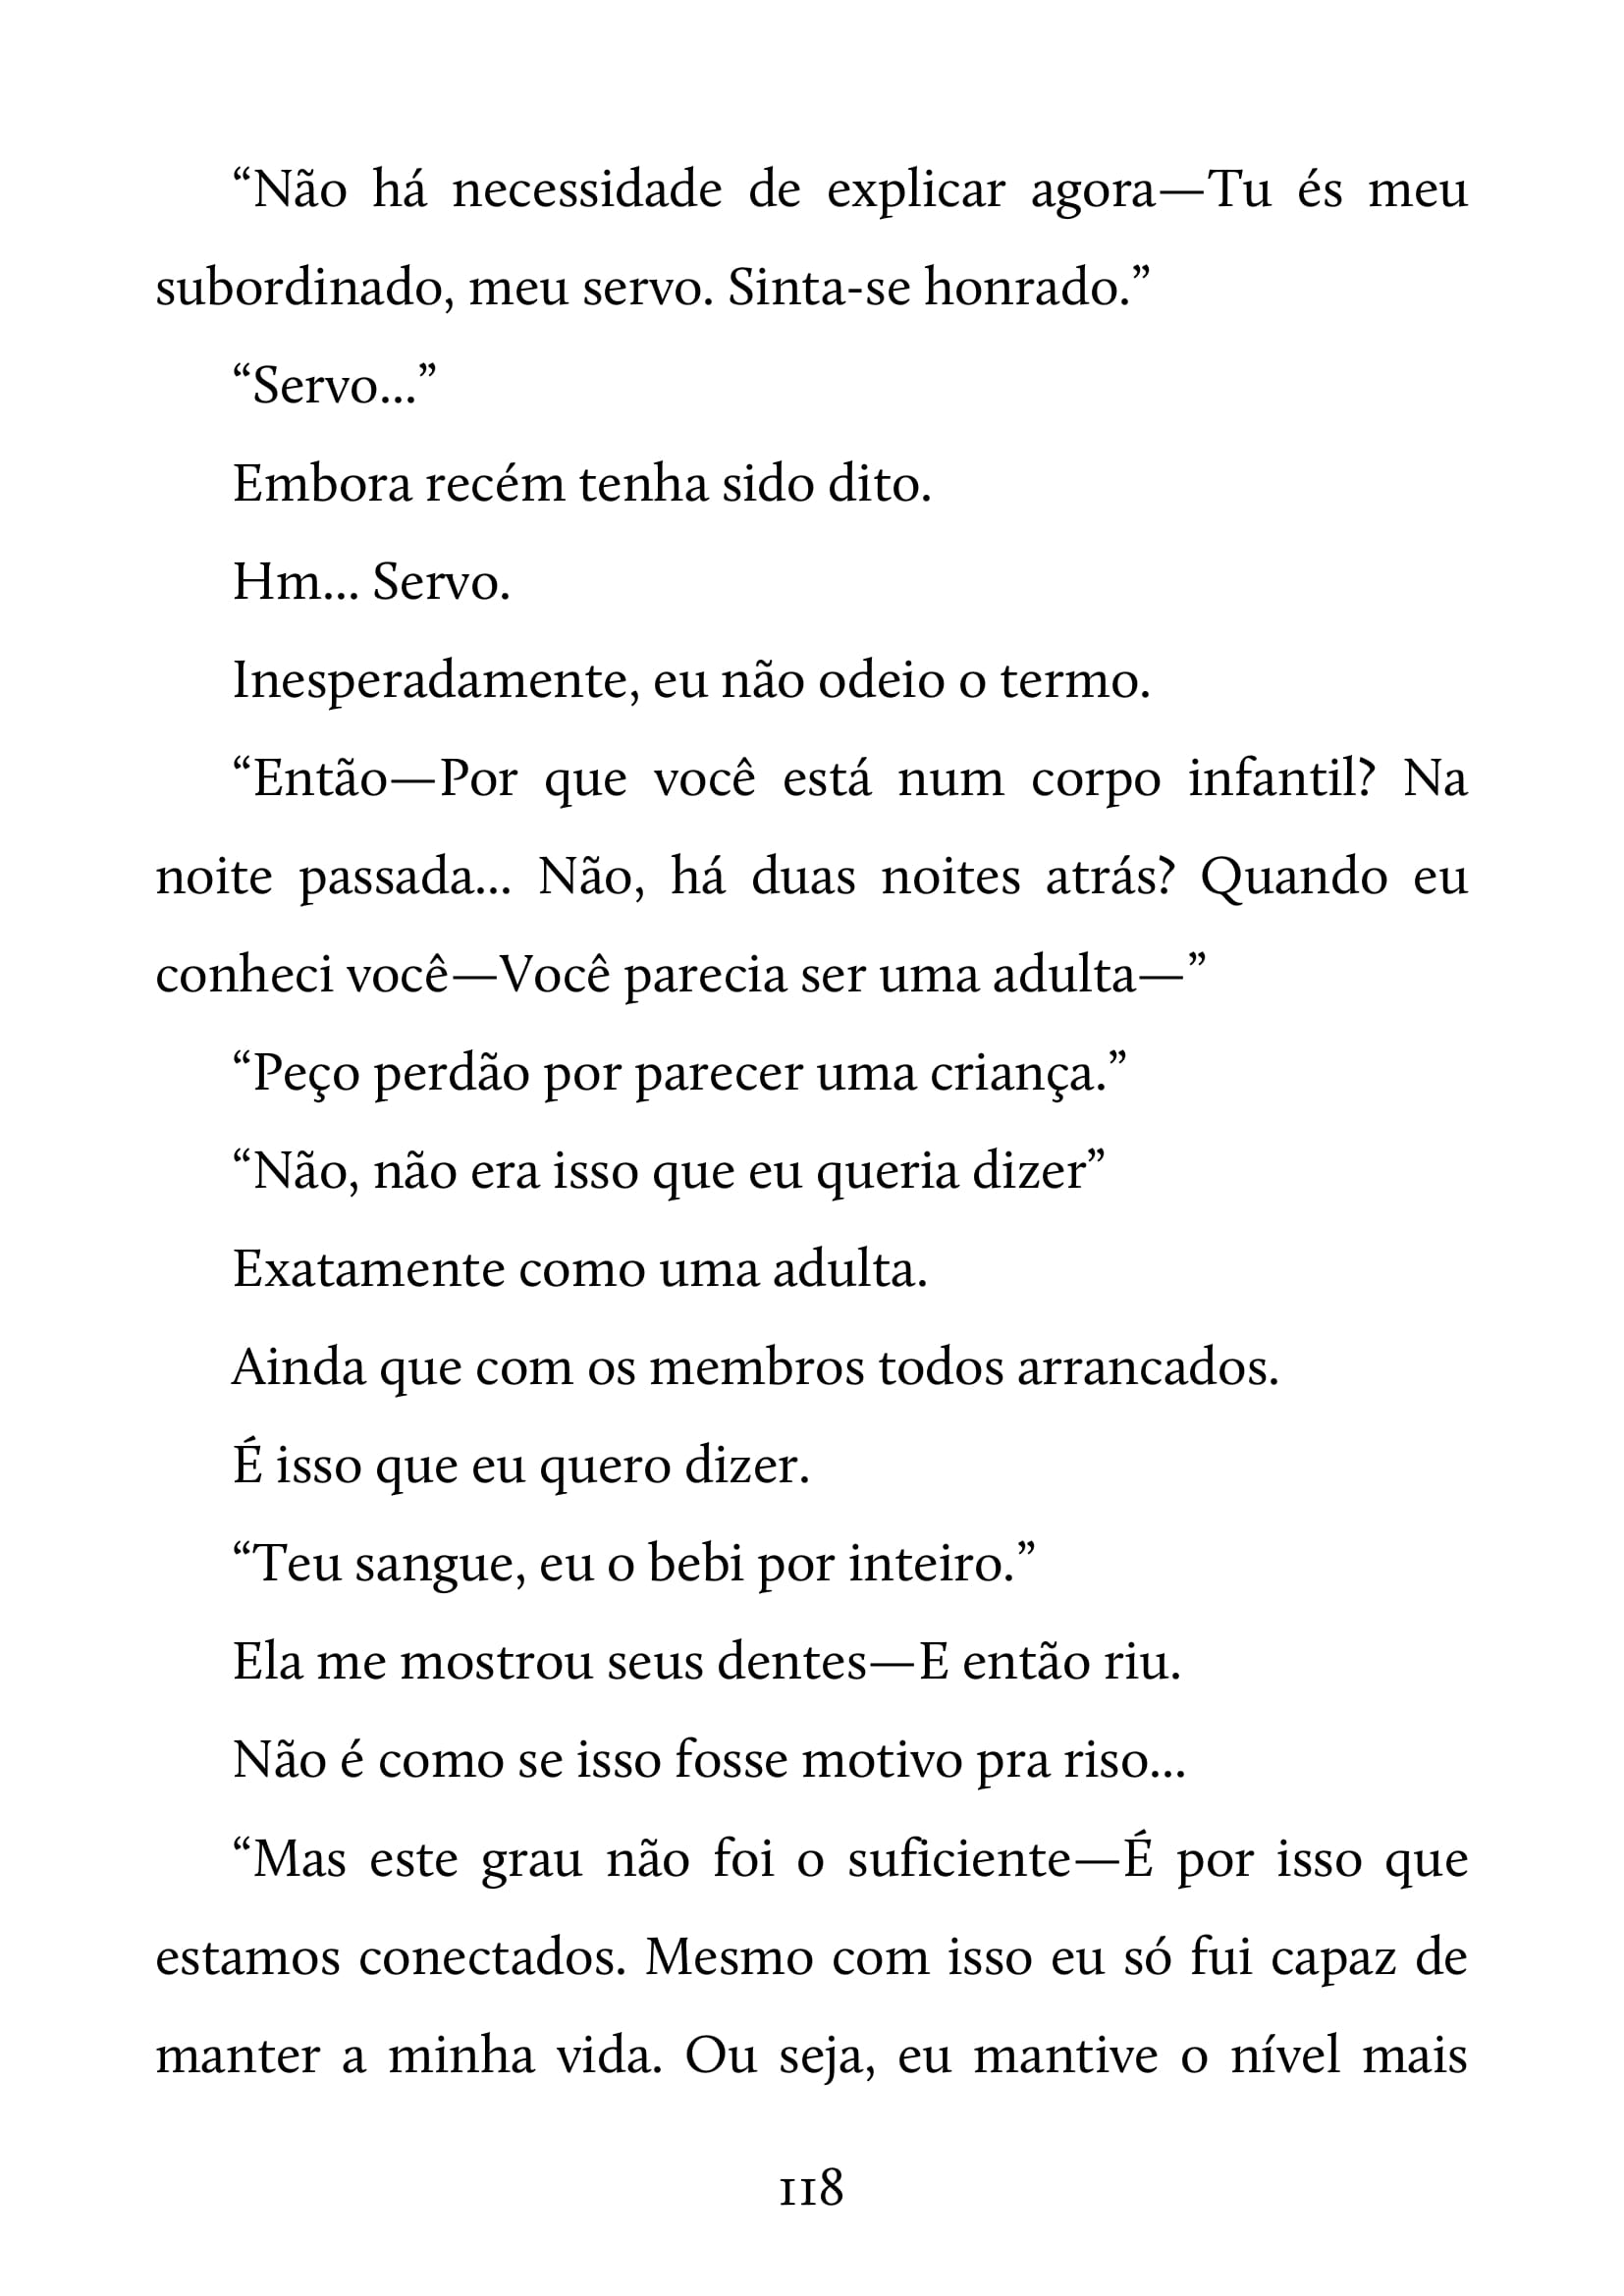 “Não há necessidade de explicar agora—Tu és meu
subordinado, meu servo. Sinta-se honrado.”
“Servo...”
Embora recém tenha sido dito.
Hm... Servo.
Inesperadamente, eu não odeio o termo.
“Então—Por que você está num corpo infantil? Na
noite passada... Não, há duas noites atrás? Quando eu
conheci você—Você parecia ser uma adulta—”
“Peço perdão por parecer uma criança.”
“Não, não era isso que eu queria dizer”
Exatamente como uma adulta.
Ainda que com os membros todos arrancados.
É isso que eu quero dizer.
“Teu sangue, eu o bebi por inteiro.”
Ela me mostrou seus dentes—E então riu.
Não é como se isso fosse motivo pra riso...
“Mas este grau não foi o suficiente—É por isso que
estamos conectados. Mesmo com isso eu só fui capaz de
manter a minha vida. Ou seja, eu mantive o nível mais
118